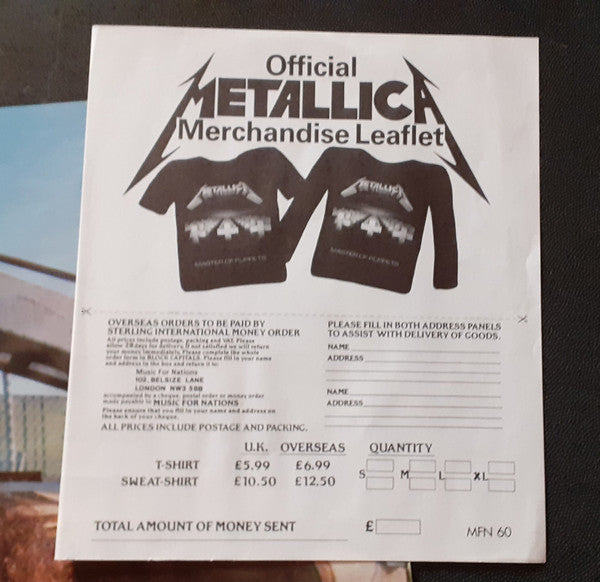 Official
METALLICA
Merchandise Leaflet
METALLICA
MASTER OF PUPPETS
METALLICA
MASTER OF PUPPETS
OVERSEAS ORDERS TO BE PAID BY
STERLING INTERNATIONAL MONEY ORDER
All prices include postage, packing and VAT. Please
allow 28 days for delivery. If not satisfied we will return
your money immediately. Please complete the whole
order form in BLOCK CAPITALS. Please fill in your name
and address in the box and return it to:
Music For Nations
102, BELSIZE LANE
LONDON NW3 5BB
accompanied by a cheque, postal order or money order
made payable to MUSIC FOR NATIONS
Please ensure that you fill in your name and address on
the back of your cheque.
ALL PRICES INCLUDE POSTAGE AND PACKING.
PLEASE FILL IN BOTH ADDRESS PANELS
TO ASSIST WITH DELIVERY OF GOODS.
NAME
ADDRESS
NAME
ADDRESS
U.K. OVERSEAS QUANTITY
T-SHIRT £5.99 £6.99
SWEAT-SHIRT £10.50 £12.50
S M L XL
TOTAL AMOUNT OF MONEY SENT £
MFN 60